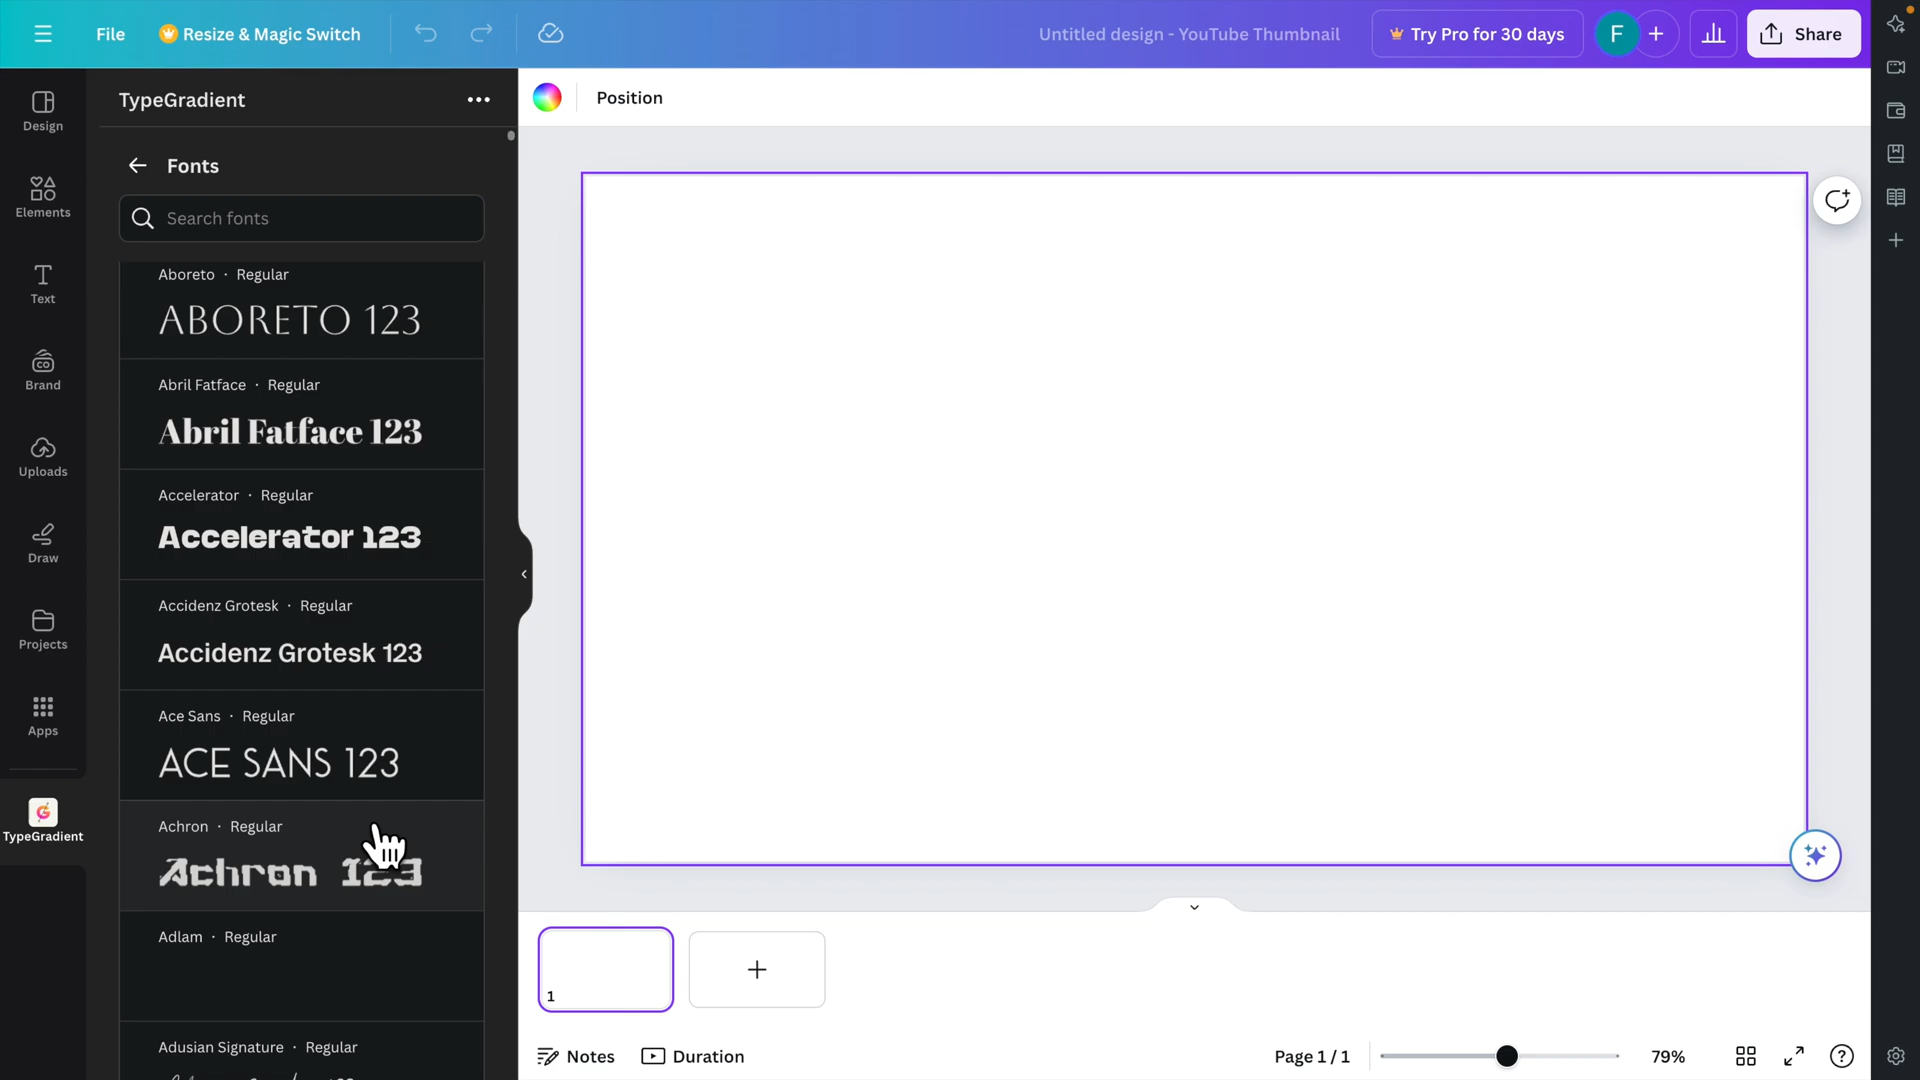 File
Resize & Magic Switch
Untitled design - YouTube Thumbnail
Try Pro for 30 days
F
Share
Design
Elements
Text
CO
Brand
Uploads
Draw
Projects
Apps
TypeGradient
TypeGradient
Fonts
Search fonts
Aboreto · Regular
ABORETO 123
Abril Fatface · Regular
Abril Fatface 123
Accelerator · Regular
Accelerator 123
Accidenz Grotesk · Regular
Accidenz Grotesk 123
Ace Sans · Regular
ACE SANS 123
Achron · Regular
Achron 123
Adlam · Regular
Adusian Signature · Regular
Position
1
Notes
Duration
Page 1 / 1
79%